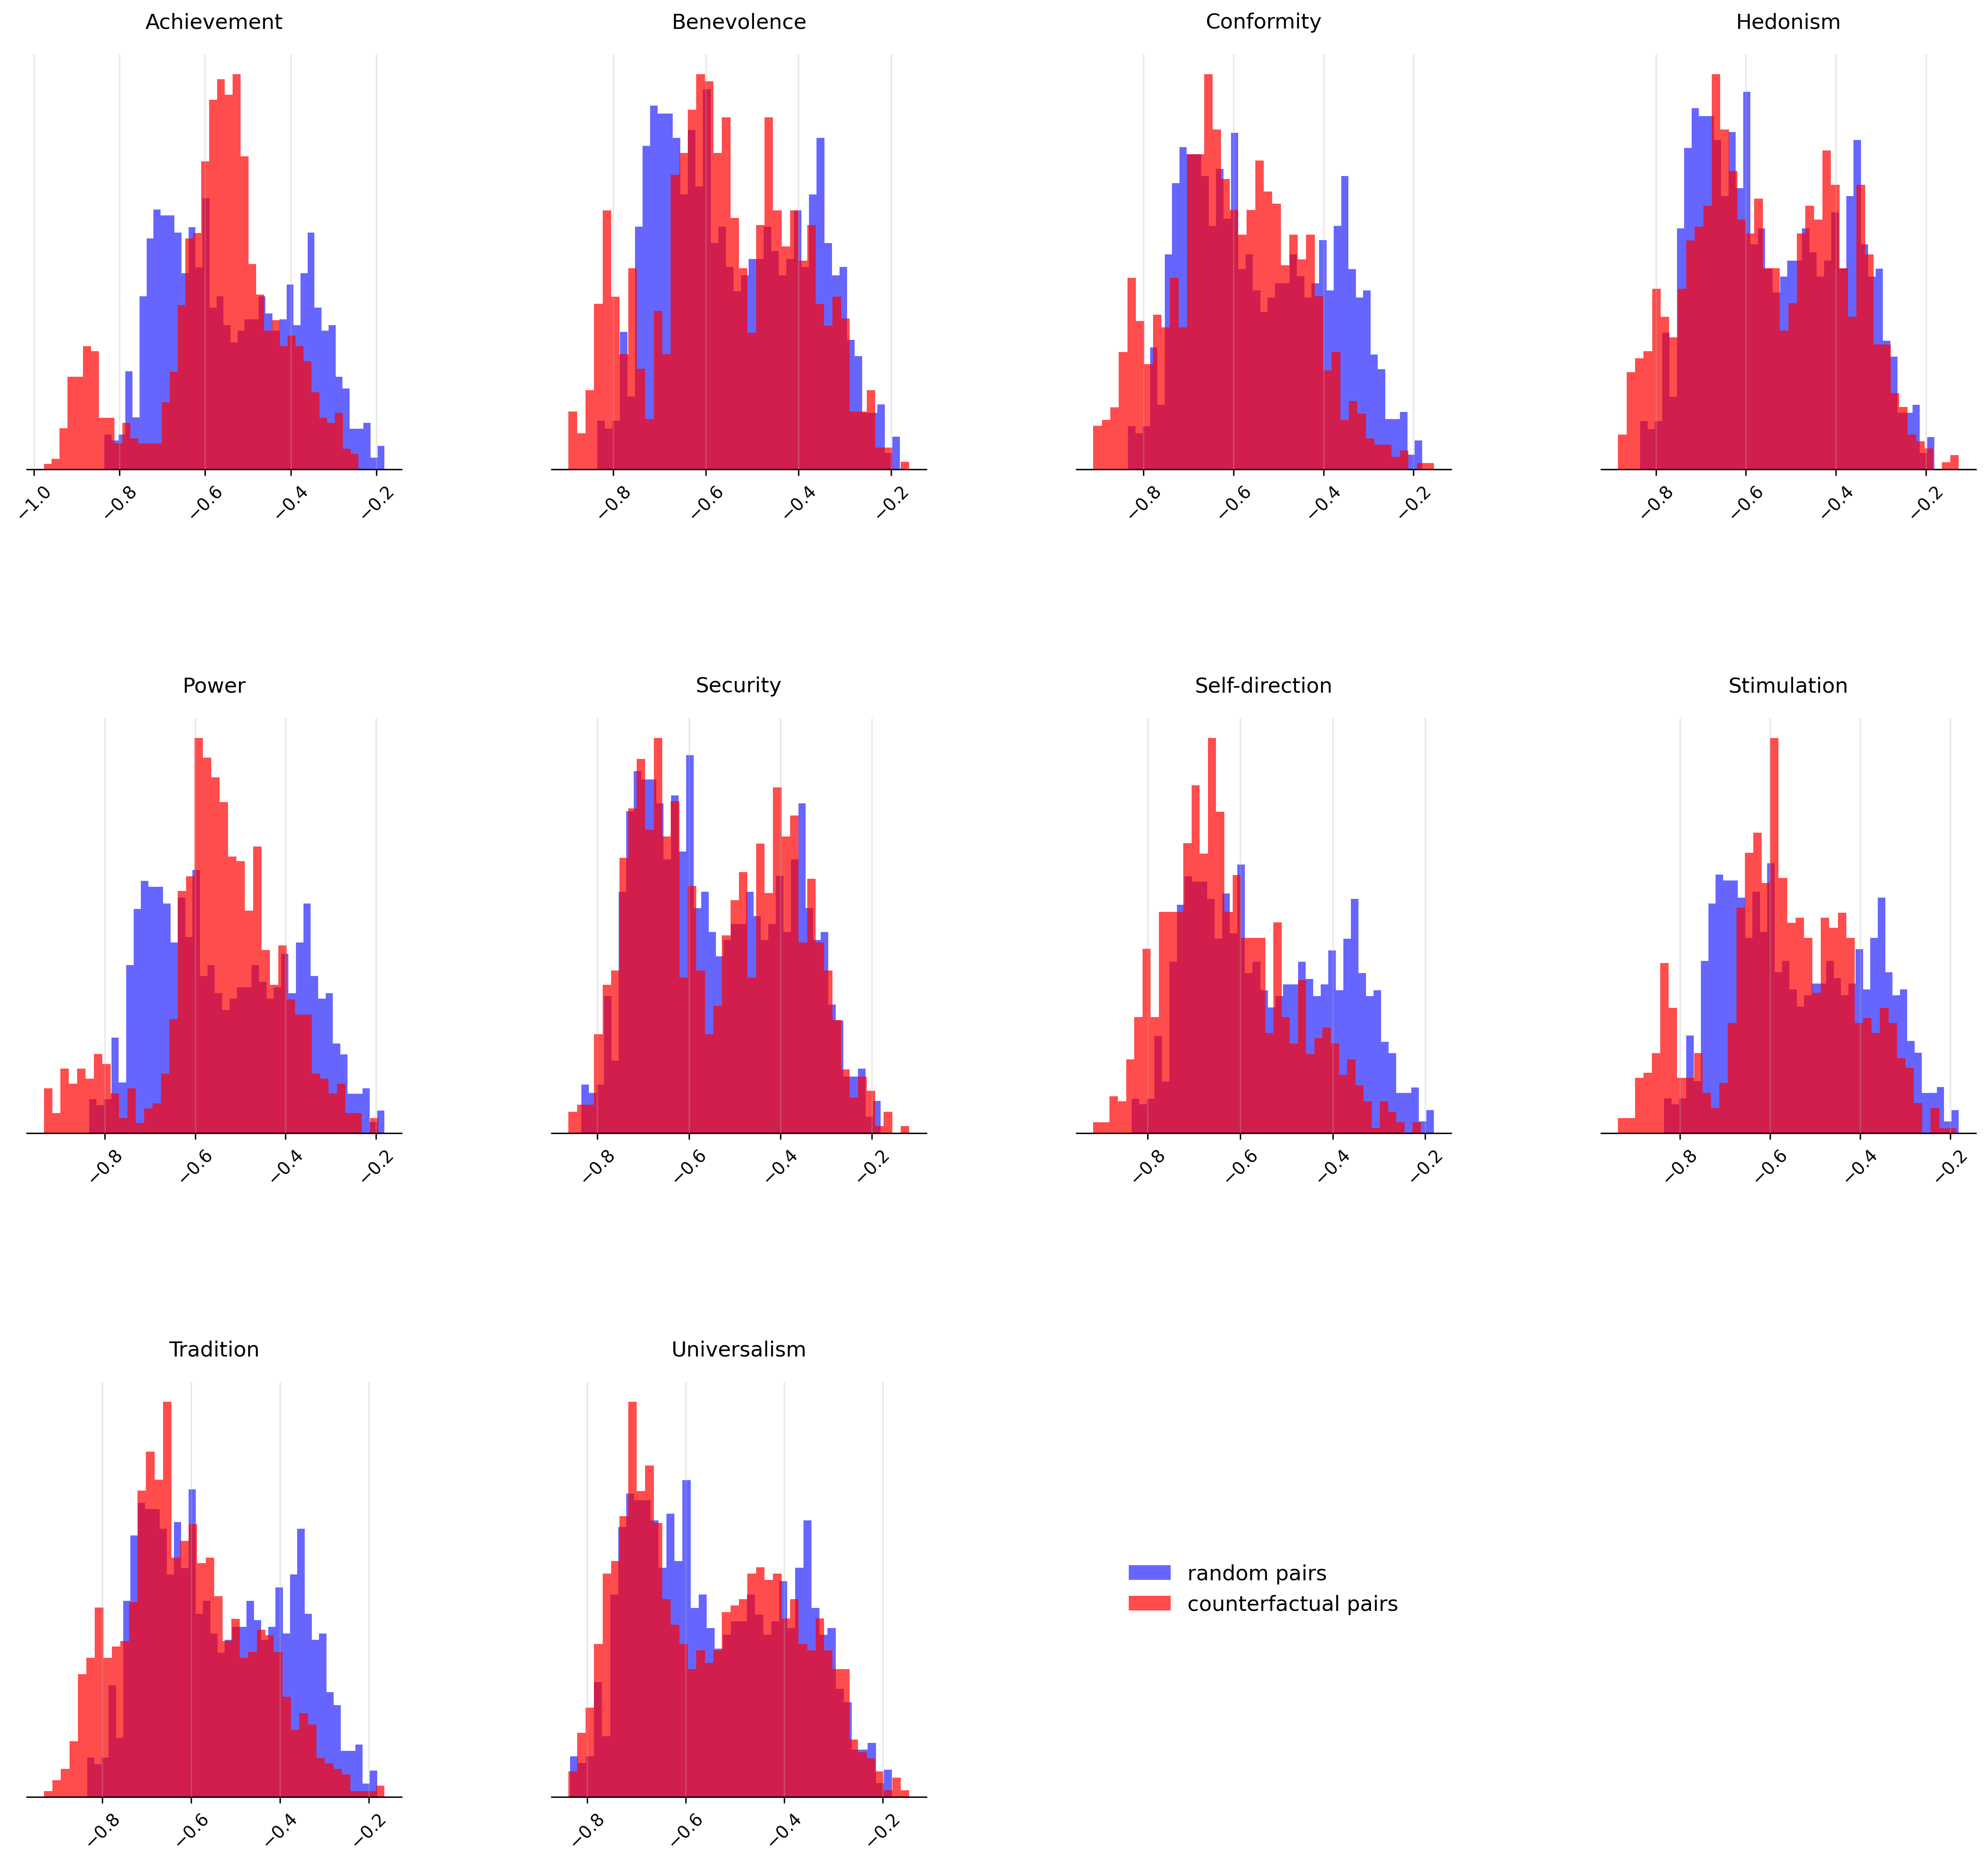 Achievement Benevolence Conformity Hedonism
−1.0 −0.8 −0.6 −0.4 −0.2 −0.8 −0.6 −0.4 −0.2 −0.8 −0.6 −0.4 −0.2 −0.8 −0.6 −0.4 −0.2
Power Security Self-direction Stimulation
−0.8 −0.6 −0.4 −0.2 −0.8 −0.6 −0.4 −0.2 −0.8 −0.6 −0.4 −0.2 −0.8 −0.6 −0.4 −0.2
Tradition Universalism
random pairs
counterfactual pairs
−0.8 −0.6 −0.4 −0.2 −0.8 −0.6 −0.4 −0.2